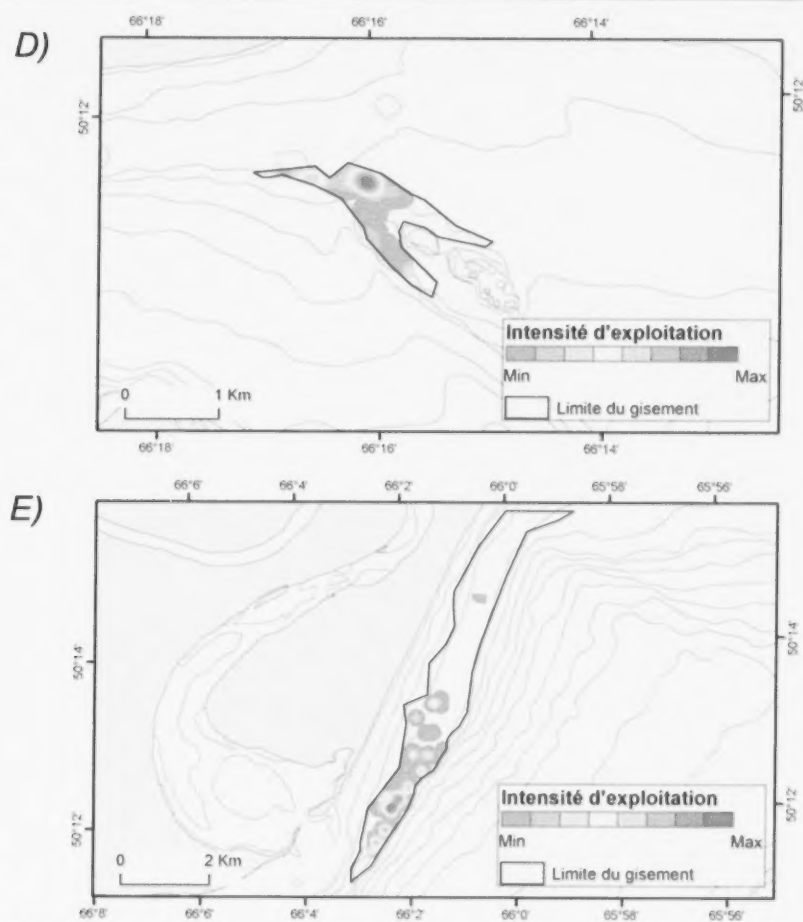 D)
66°18' 66°16' 66°14'
50°12' 50°12'
Intensité d'exploitation
Min Max
Limite du gisement
0 1 Km
66°18' 66°16' 66°14'
E)
66°6' 66°4' 66°2' 66°0' 65°58' 65°56'
50°14' 50°14'
50°12' 50°12'
Intensité d'exploitation
Min Max
Limite du gisement
0 2 Km
66°8' 66°6' 66°4' 66°2' 66°0' 65°58' 65°56'